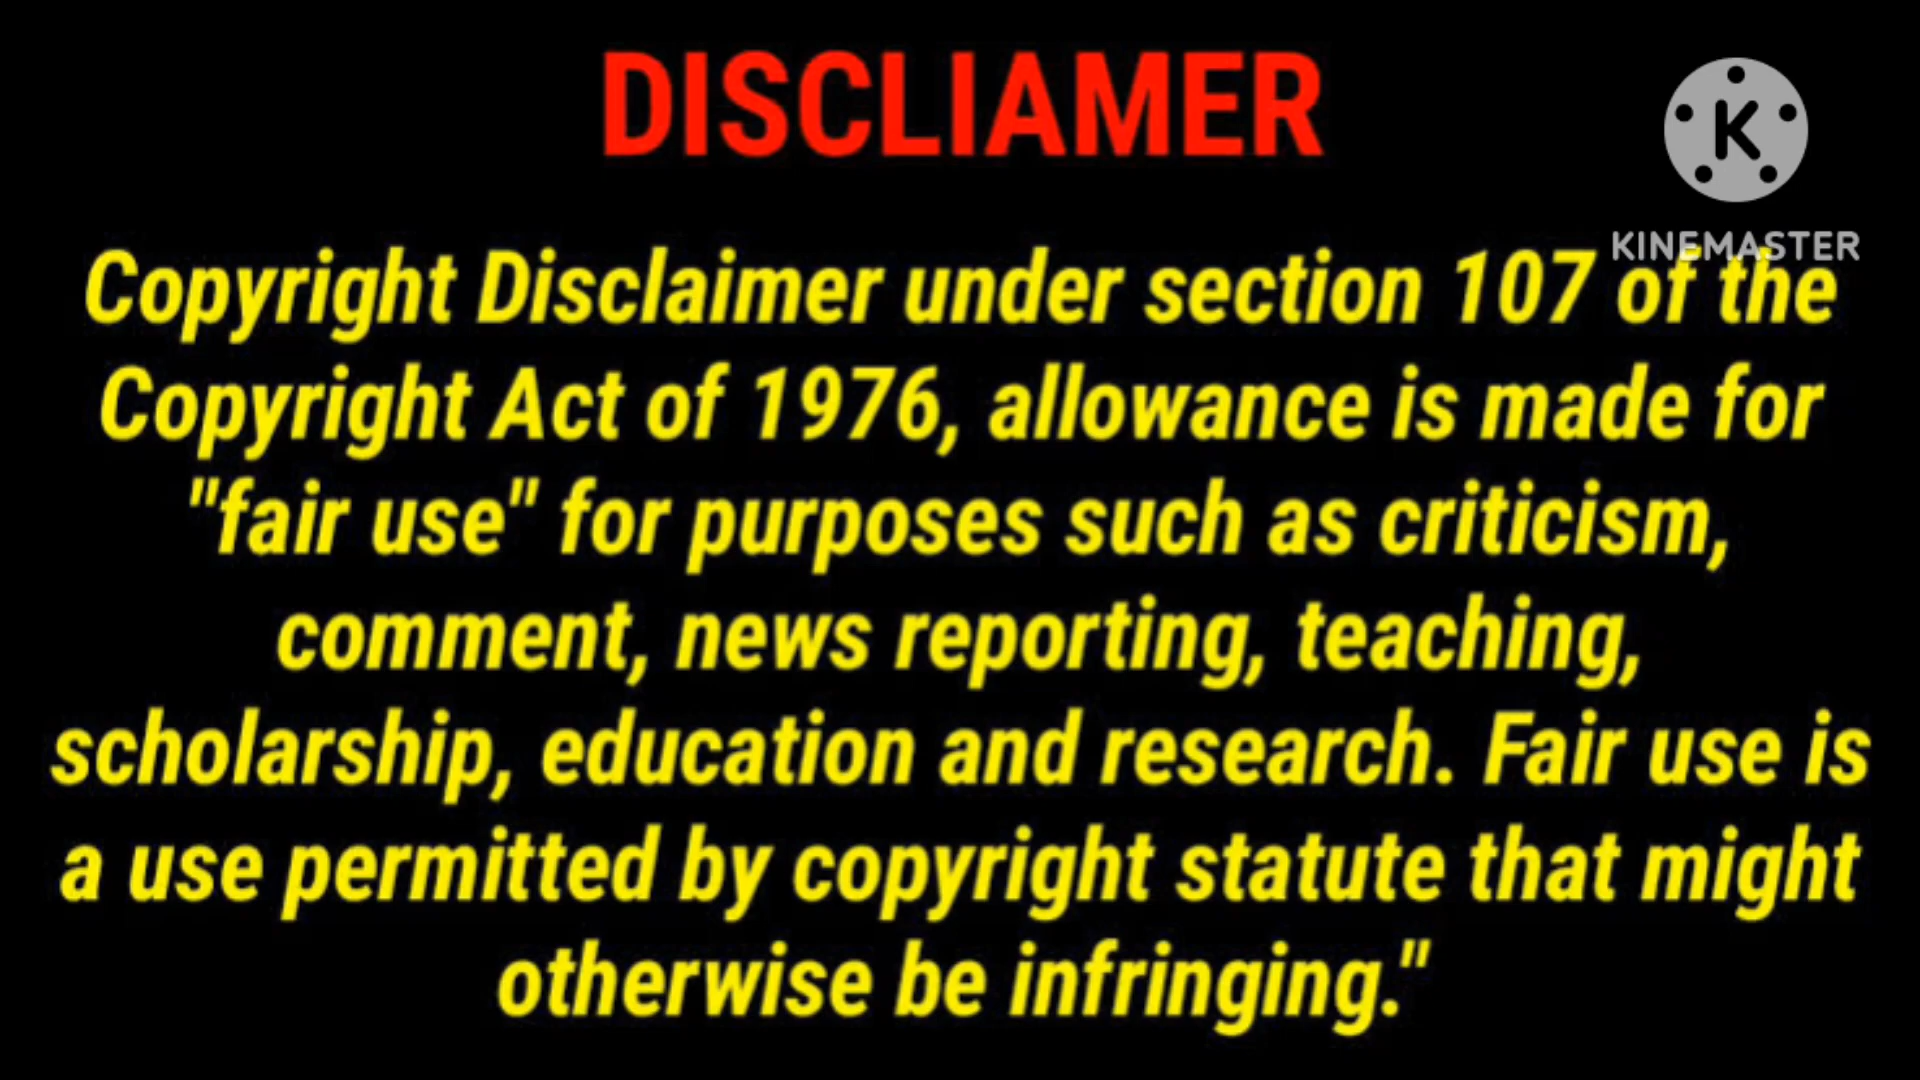 DISCLIAMER
K
KINEMASTER
Copyright Disclaimer under section 107 of the
Copyright Act of 1976, allowance is made for
"fair use" for purposes such as criticism,
comment, news reporting, teaching,
scholarship, education and research. Fair use is
a use permitted by copyright statute that might
otherwise be infringing."